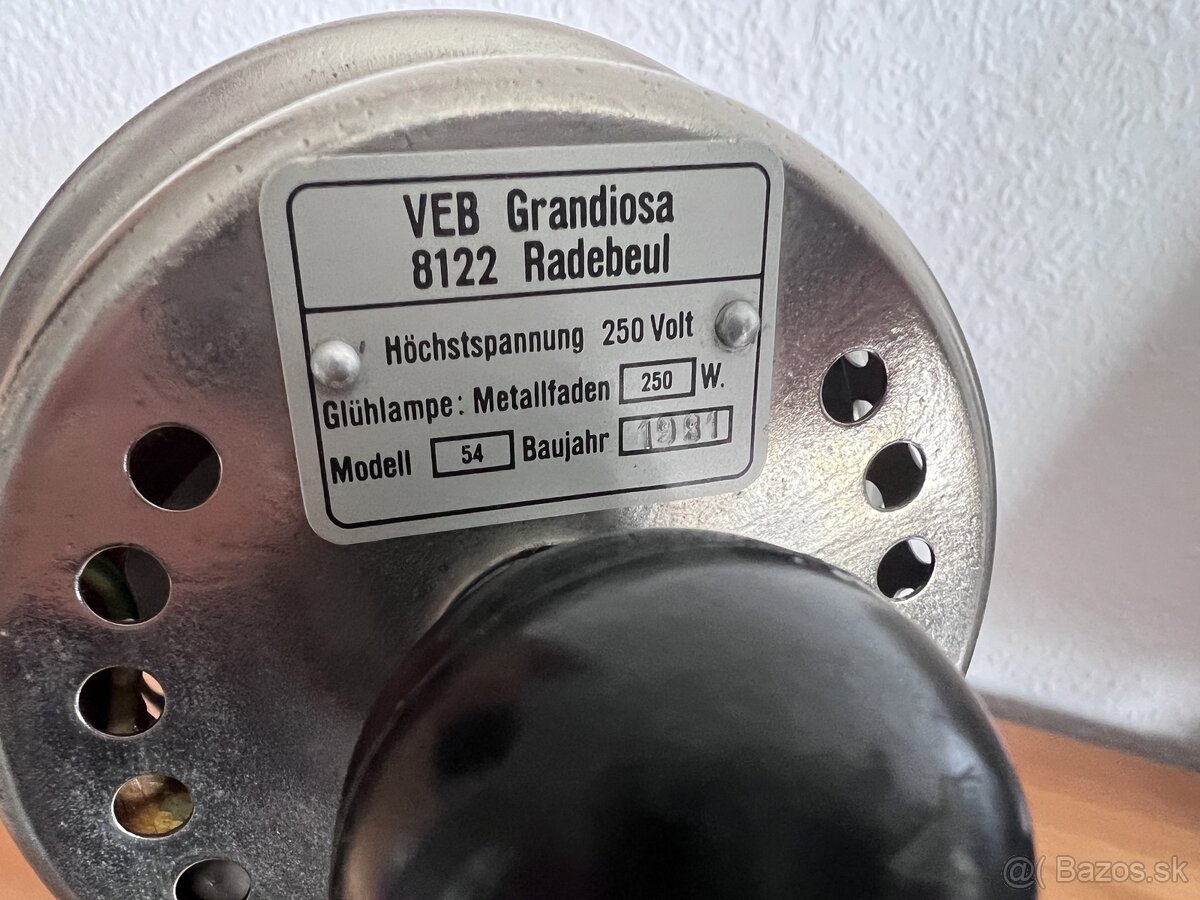 VEB Grandiosa
8122 Radebeul
Höchstspannung 250 Volt
Glühlampe: Metallfaden 250 W.
Modell 54 Baujahr 1981
@( Bazos.sk